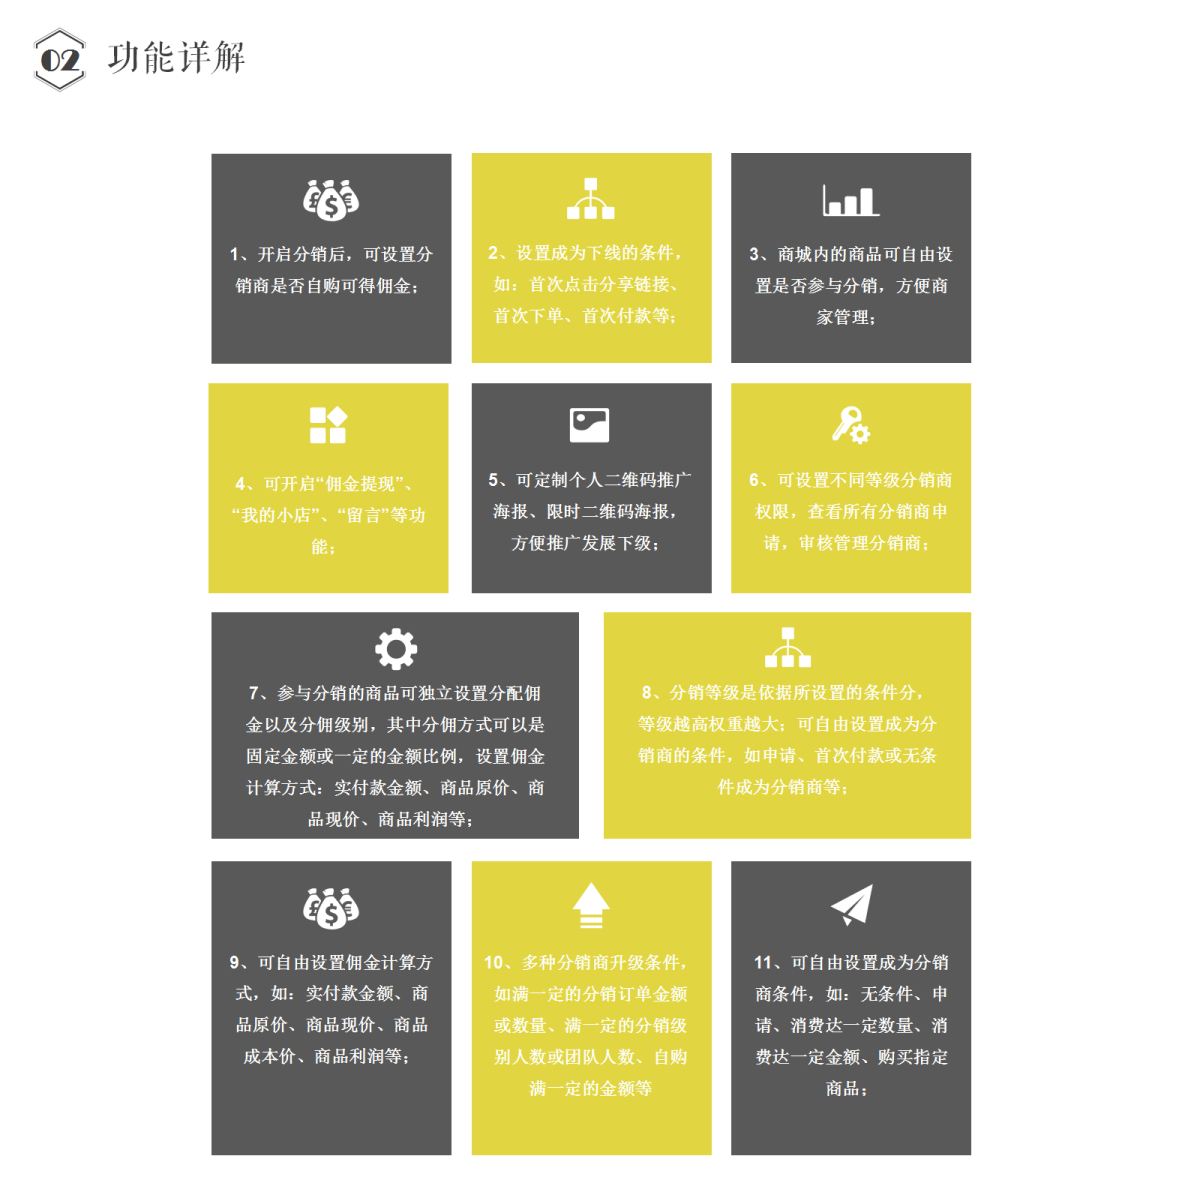 02 功能详解
1、开启分销后，可设置分
销商是否自购可得佣金；
2、设置成为下线的条件，
如：首次点击分享链接、
首次下单、首次付款等；
3、商城内的商品可自由设
置是否参与分销，方便商
家管理；
4、可开启“佣金提现”、
“我的小店”、“留言”等功
能；
5、可定制个人二维码推广
海报、限时二维码海报，
方便推广发展下级；
6、可设置不同等级分销商
权限，查看所有分销商申
请，审核管理分销商；
7、参与分销的商品可独立设置分配佣
金以及分佣级别，其中分佣方式可以是
固定金额或一定的金额比例，设置佣金
计算方式：实付款金额、商品原价、商
品现价、商品利润等；
8、分销等级是依据所设置的条件分，
等级越高权重越大；可自由设置成为分
销商的条件，如申请、首次付款或无条
件成为分销商等；
9、可自由设置佣金计算方
式，如：实付款金额、商
品原价、商品现价、商品
成本价、商品利润等；
10、多种分销商升级条件，
如满一定的分销订单金额
或数量、满一定的分销级
别人数或团队人数、自购
满一定的金额等
11、可自由设置成为分销
商条件，如：无条件、申
请、消费达一定数量、消
费达一定金额、购买指定
商品；